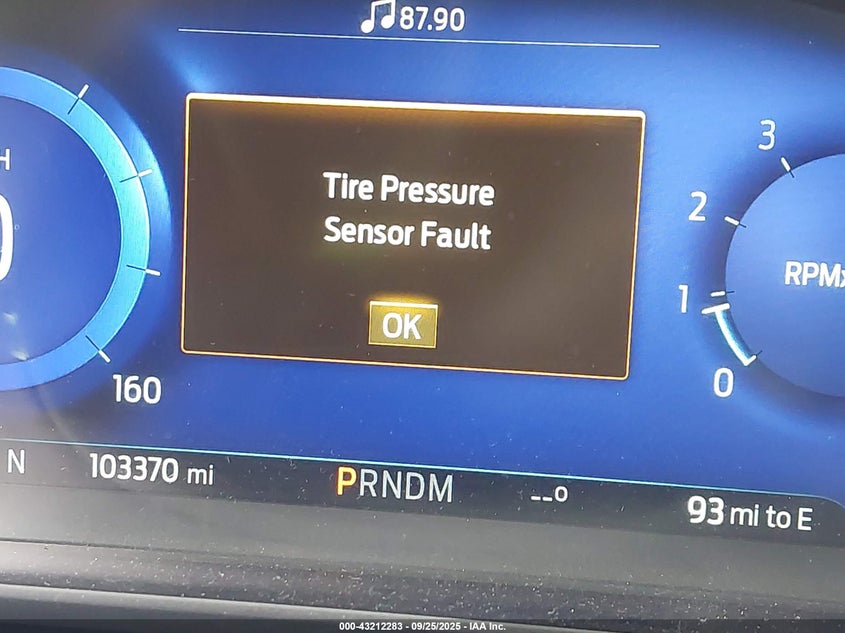 ♫87.90
Tire Pressure
Sensor Fault
OK
3
2
1
0
RPMx
160
N
103370 mi
PRNDM
--°
93 mi to E
000-43212283 - 09/25/2025 - IAA Inc.